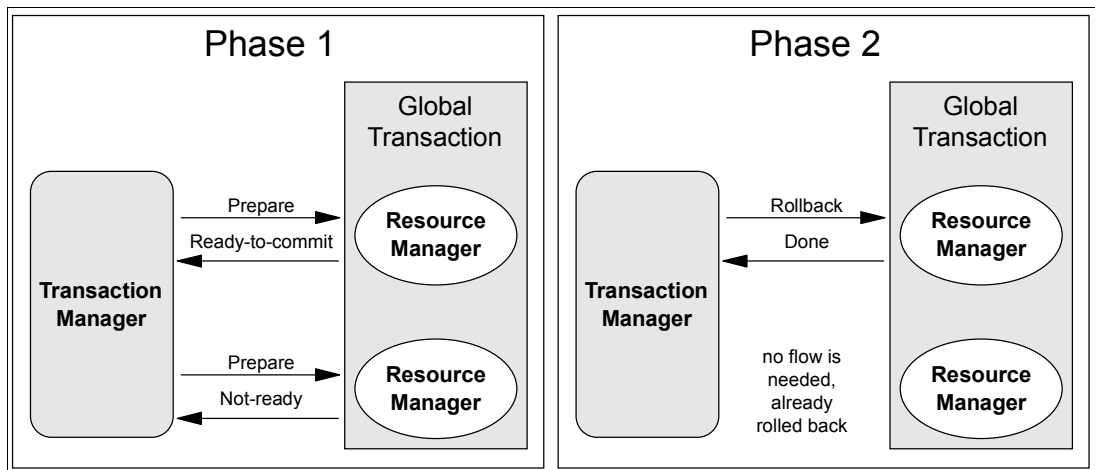 Phase 1
Global
Transaction
Transaction
Manager
Prepare
Ready-to-commit
Resource
Manager
Prepare
Not-ready
Resource
Manager
Phase 2
Global
Transaction
Transaction
Manager
Rollback
Done
Resource
Manager
no flow is
needed,
already
rolled back
Resource
Manager